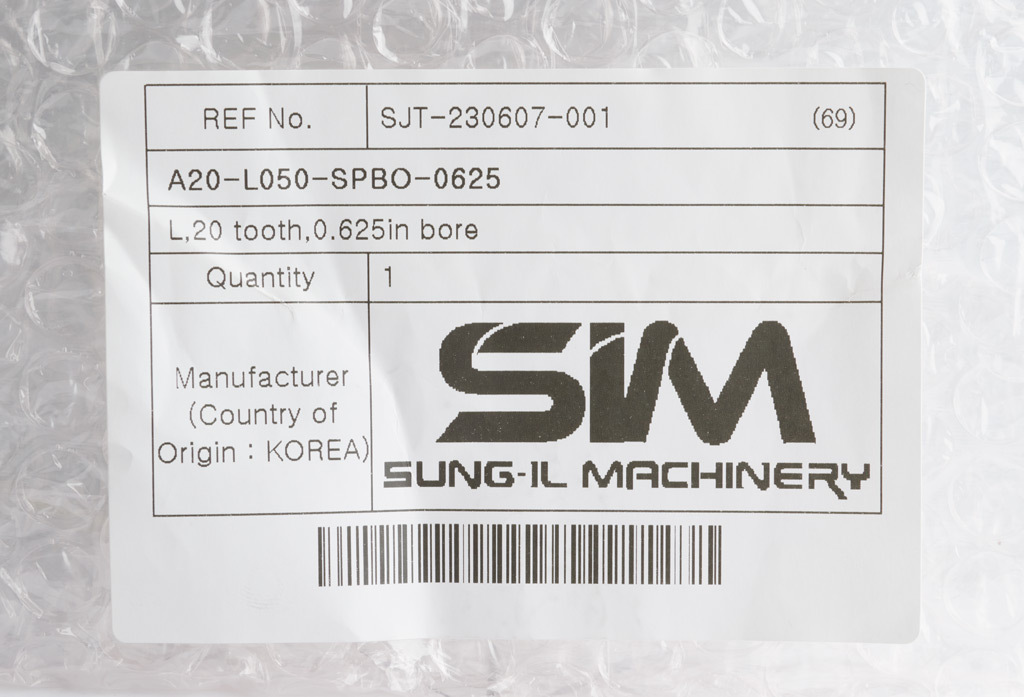 REF No. SJT-230607-001 (69)
A20-L050-SPBO-0625
L,20 tooth,0.625in bore
Quantity 1
Manufacturer
(Country of
Origin : KOREA)
SIM
SUNG-IL MACHINERY